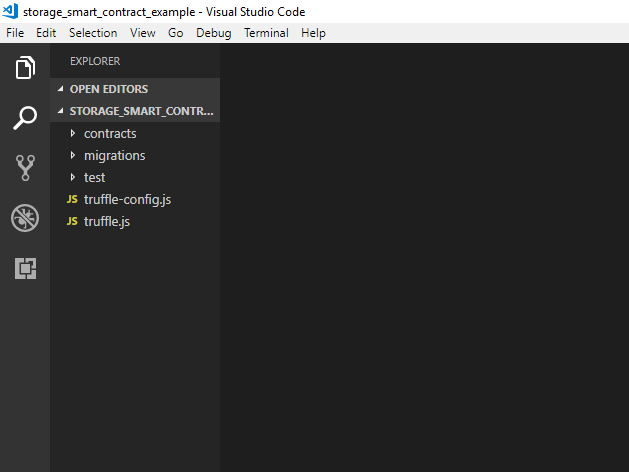 storage_smart_contract_example - Visual Studio Code
File Edit Selection View Go Debug Terminal Help
EXPLORER
OPEN EDITORS
STORAGE_SMART_CONTR...
contracts
migrations
test
JS truffle-config.js
JS truffle.js